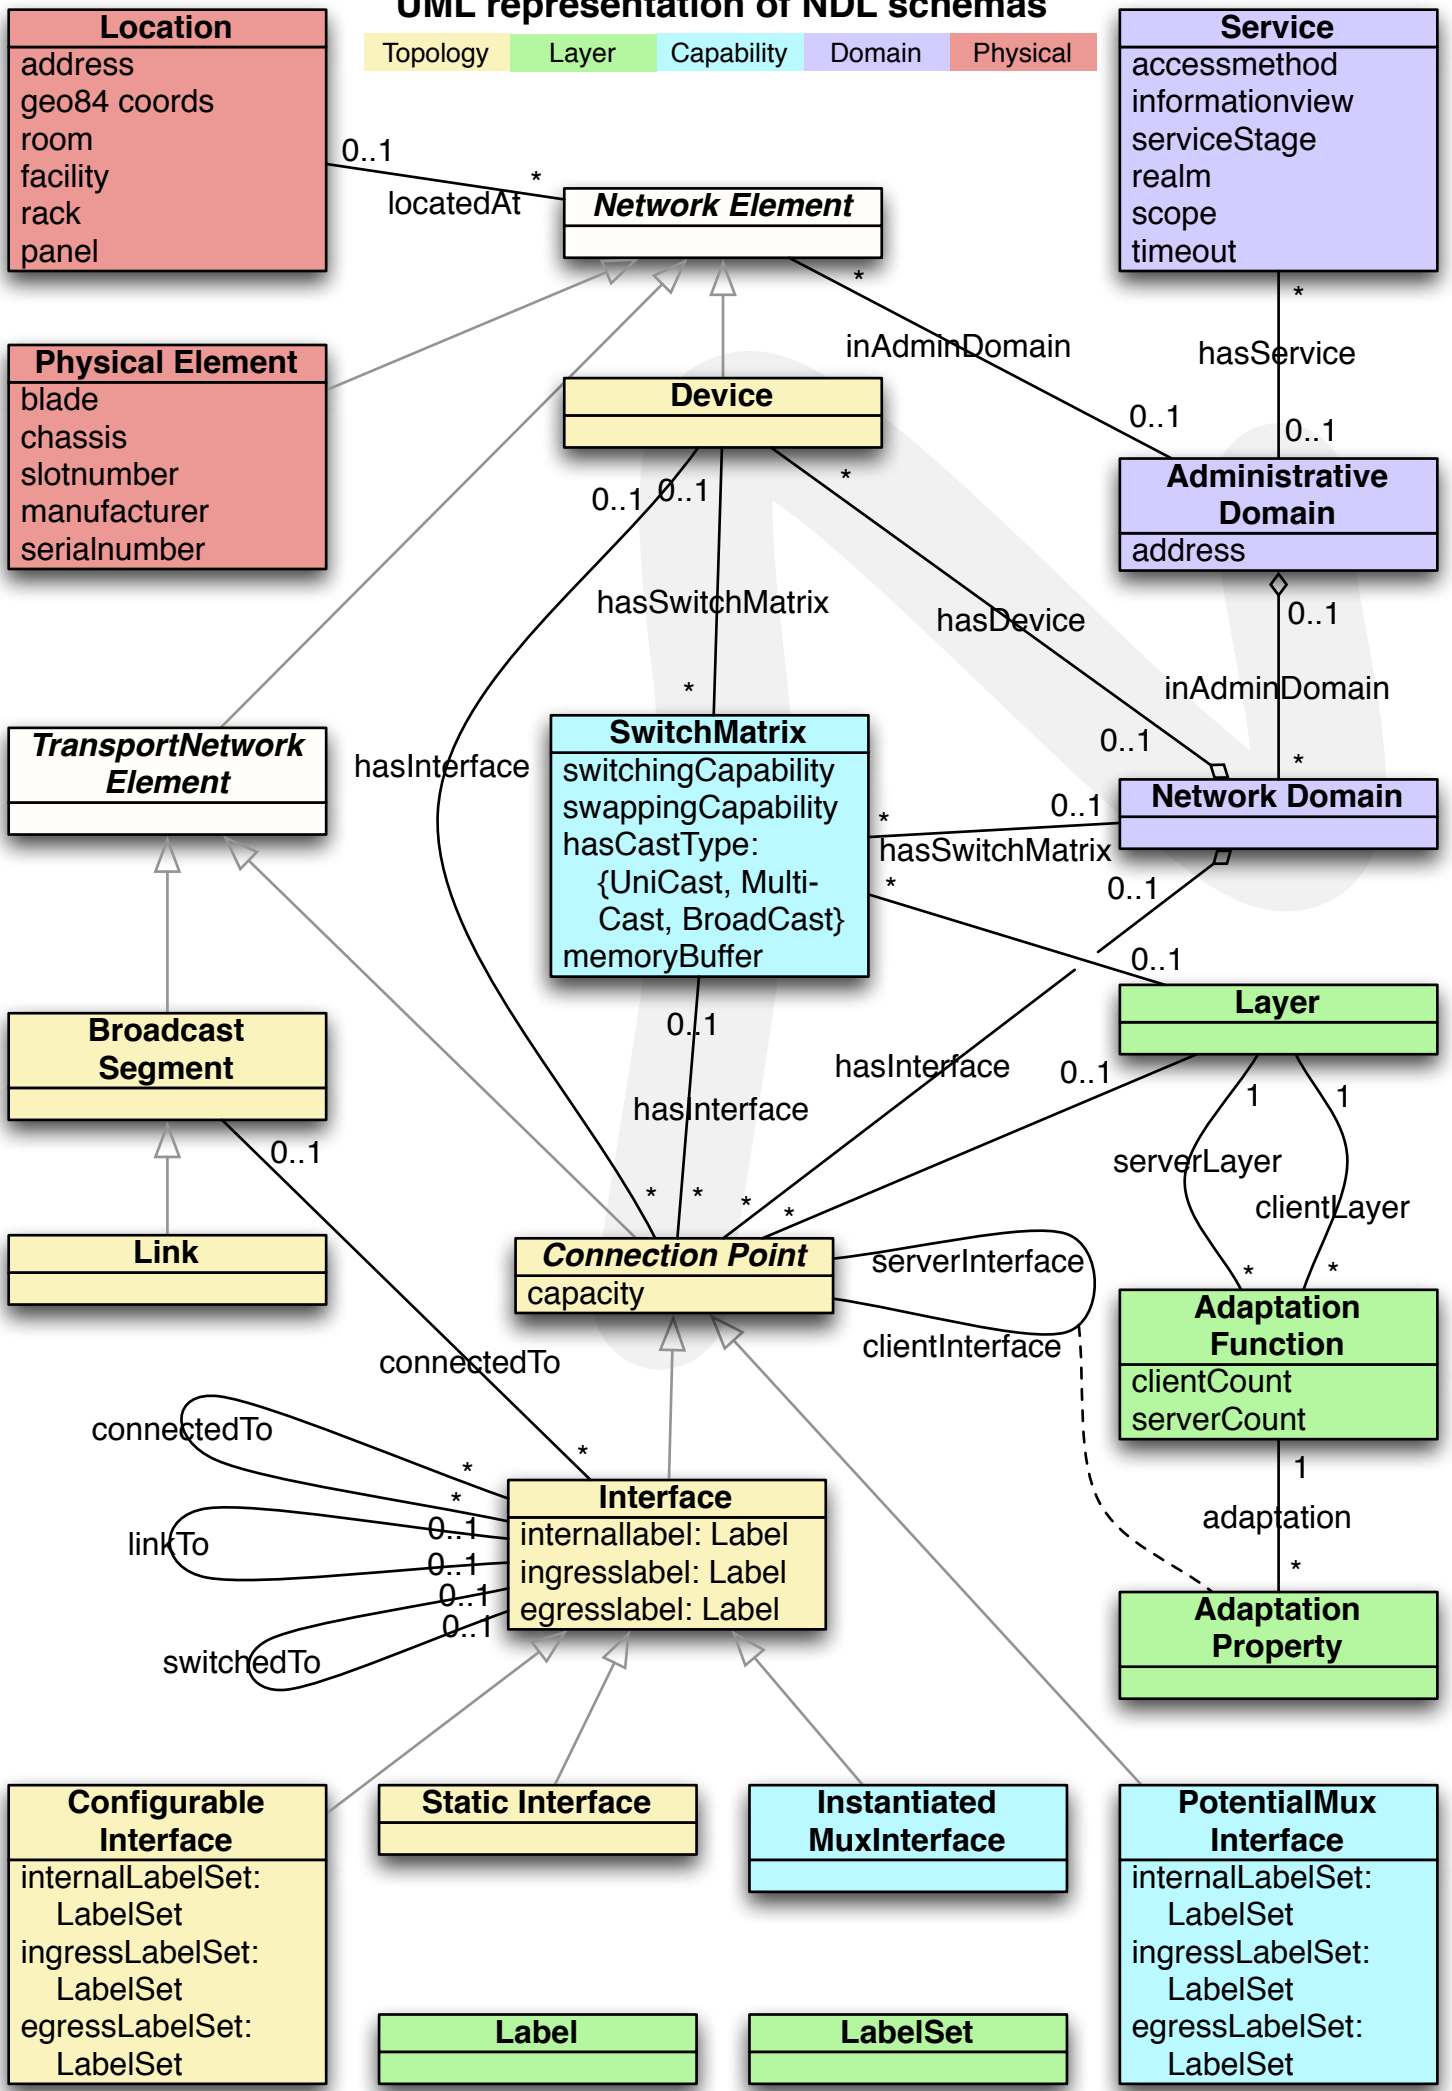 UML representation of NDL schemas
Topology Layer Capability Domain Physical
Location
address
geo84 coords
room
facility
rack
panel
Service
accessmethod
informationview
serviceStage
realm
scope
timeout
0..1
*
locatedAt
Network Element
*
*
inAdminDomain
hasService
0..1
0..1
Physical Element
blade
chassis
slotnumber
manufacturer
serialnumber
Device
0..1
0..1
*
Administrative
Domain
address
hasSwitchMatrix
hasDevice
0..1
inAdminDomain
*
0..1
*
TransportNetwork
Element
hasInterface
SwitchMatrix
switchingCapability
swappingCapability
hasCastType:
{UniCast, Multi-
Cast, BroadCast}
memoryBuffer
Network Domain
*
0..1
hasSwitchMatrix
*
0..1
0..1
Layer
Broadcast
Segment
0..1
hasInterface
hasInterface
0..1
1
1
0..1
serverLayer
clientLayer
*
*
*
*
*
*
Link
Connection Point
capacity
serverInterface
clientInterface
Adaptation
Function
clientCount
serverCount
connectedTo
connectedTo
*
*
*
linkTo
0..1
0..1
0..1
0..1
switchedTo
Interface
internallabel: Label
ingresslabel: Label
egresslabel: Label
1
adaptation
*
Adaptation
Property
Configurable
Interface
internalLabelSet:
LabelSet
ingressLabelSet:
LabelSet
egressLabelSet:
LabelSet
Static Interface
Instantiated
MuxInterface
PotentialMux
Interface
internalLabelSet:
LabelSet
ingressLabelSet:
LabelSet
egressLabelSet:
LabelSet
Label
LabelSet